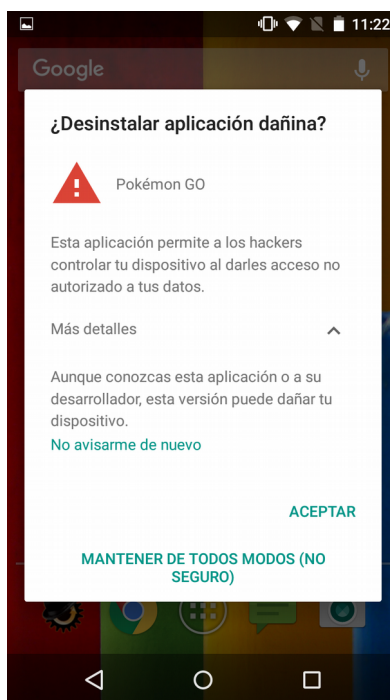 11:22
Google
¿Desinstalar aplicación dañina?
Pokémon GO
Esta aplicación permite a los hackers
controlar tu dispositivo al darles acceso no
autorizado a tus datos.
Más detalles
Aunque conozcas esta aplicación o a su
desarrollador, esta versión puede dañar tu
dispositivo.
No avisarme de nuevo
ACEPTAR
MANTENER DE TODOS MODOS (NO
SEGURO)